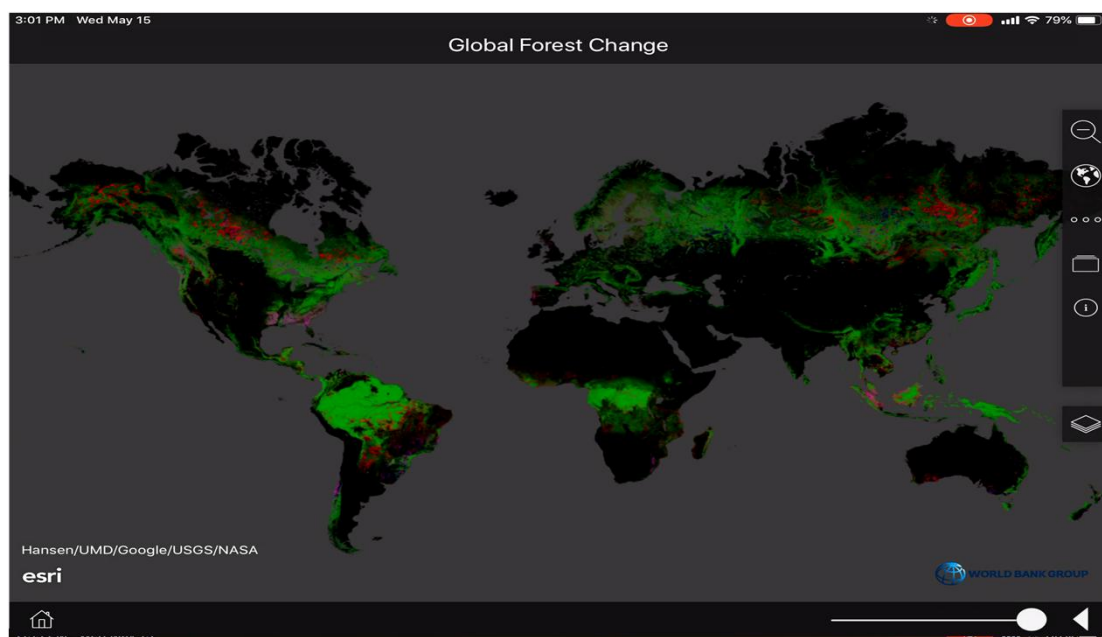 3:01 PM Wed May 15
79%
Global Forest Change
Hansen/UMD/Google/USGS/NASA
esri
WORLD BANK GROUP